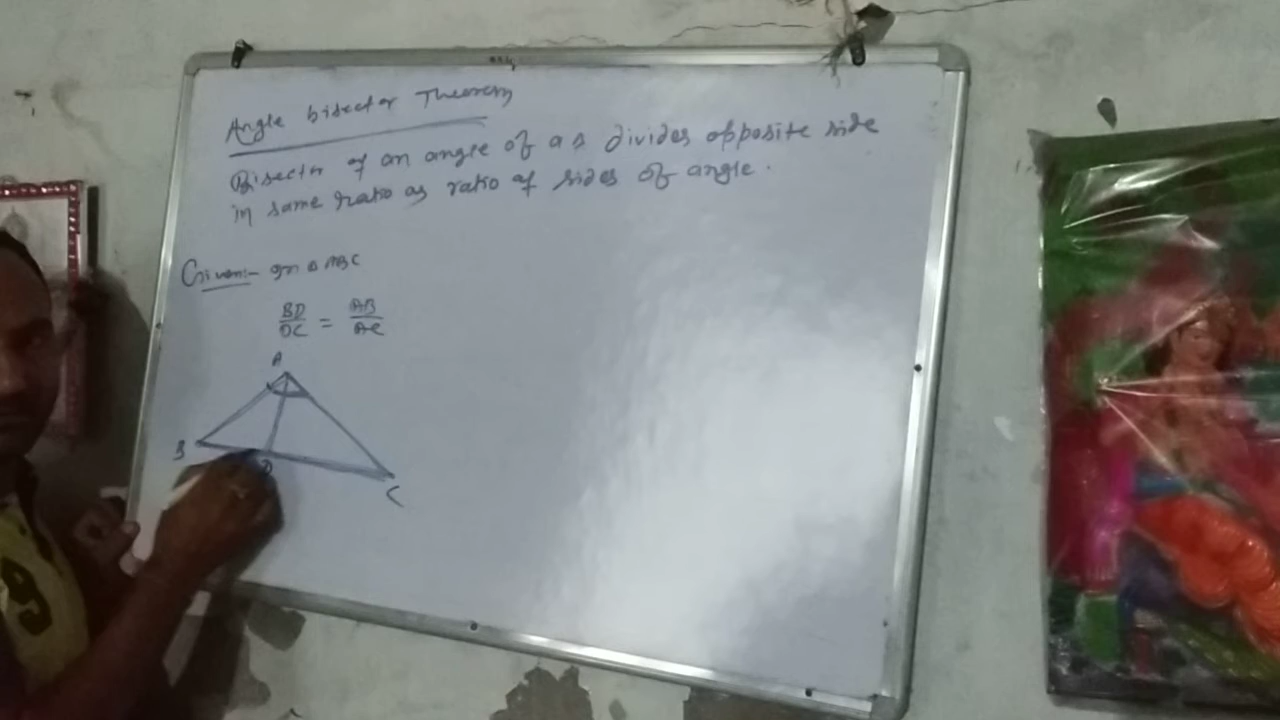 Angle bisector Theorem
Bisector of an angle of a Δ divides opposite side
in same ratio as ratio of sides of angle.
Given:- In Δ ABC
BD/DC = AB/AC
A
B
D
C